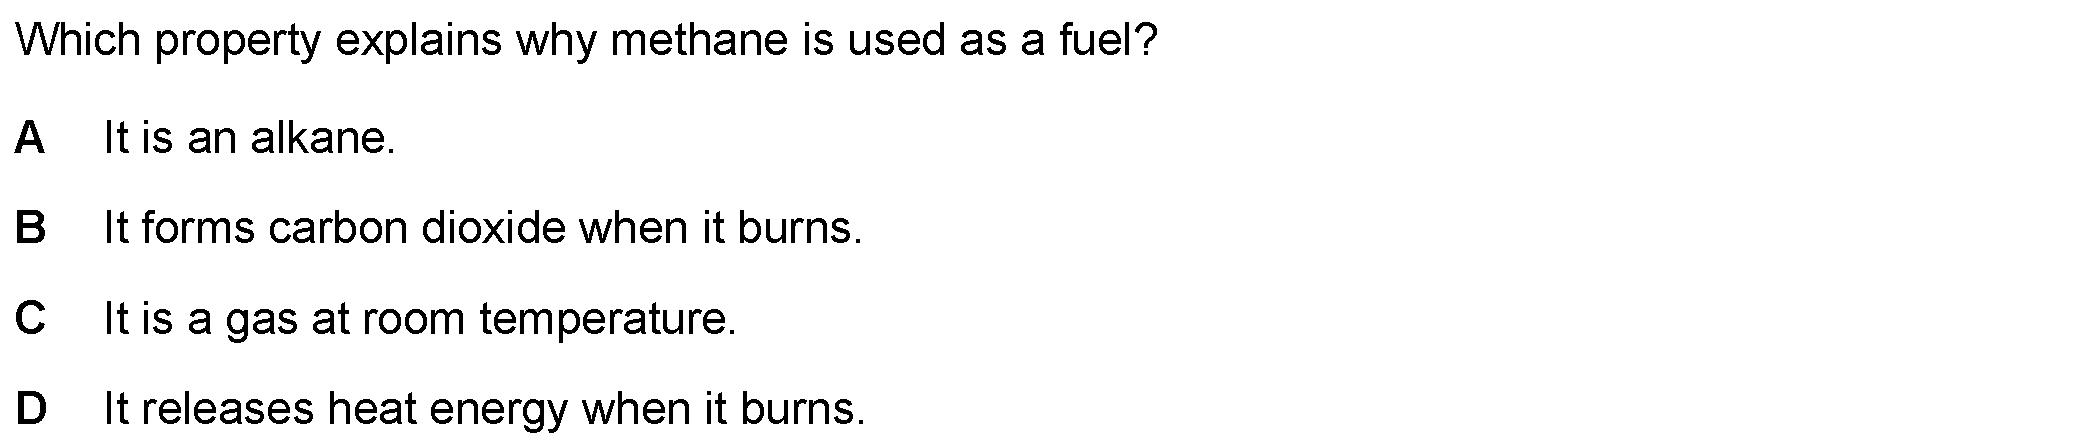 Which property explains why methane is used as a fuel?
A It is an alkane.
B It forms carbon dioxide when it burns.
C It is a gas at room temperature.
D It releases heat energy when it burns.